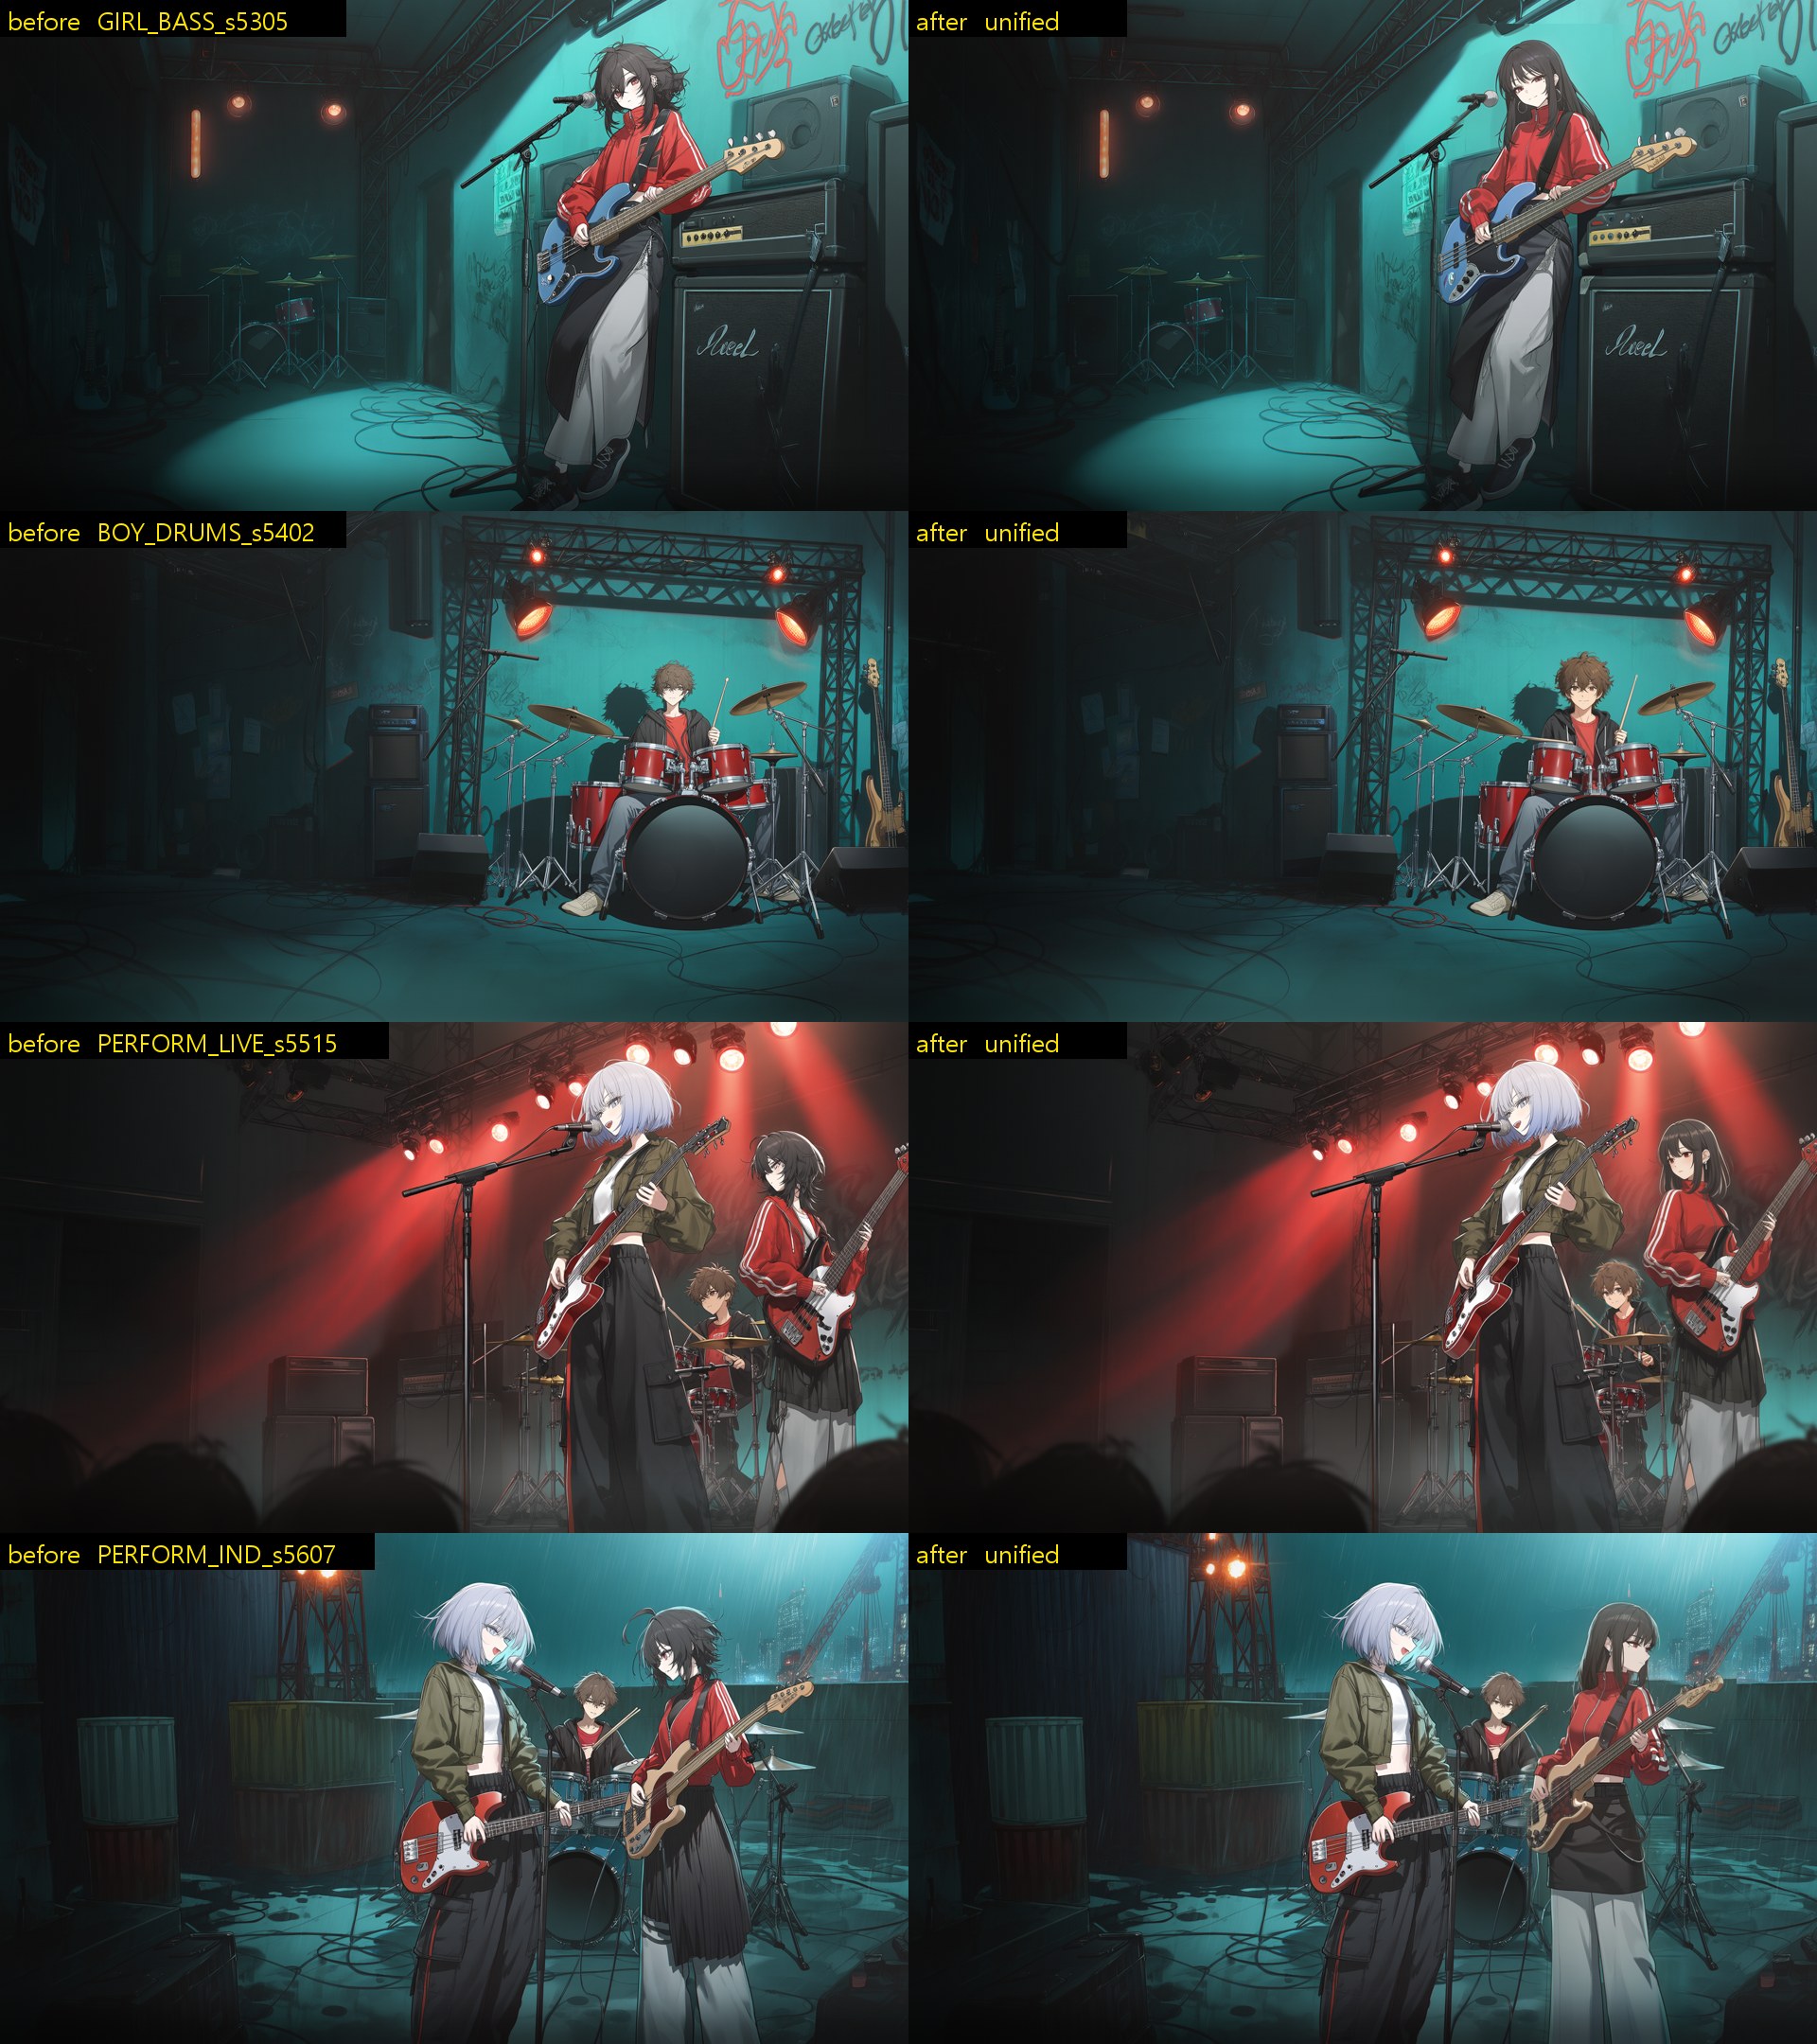 before GIRL_BASS_s5305
after unified
before BOY_DRUMS_s5402
after unified
before PERFORM_LIVE_s5515
after unified
before PERFORM_IND_s5607
after unified